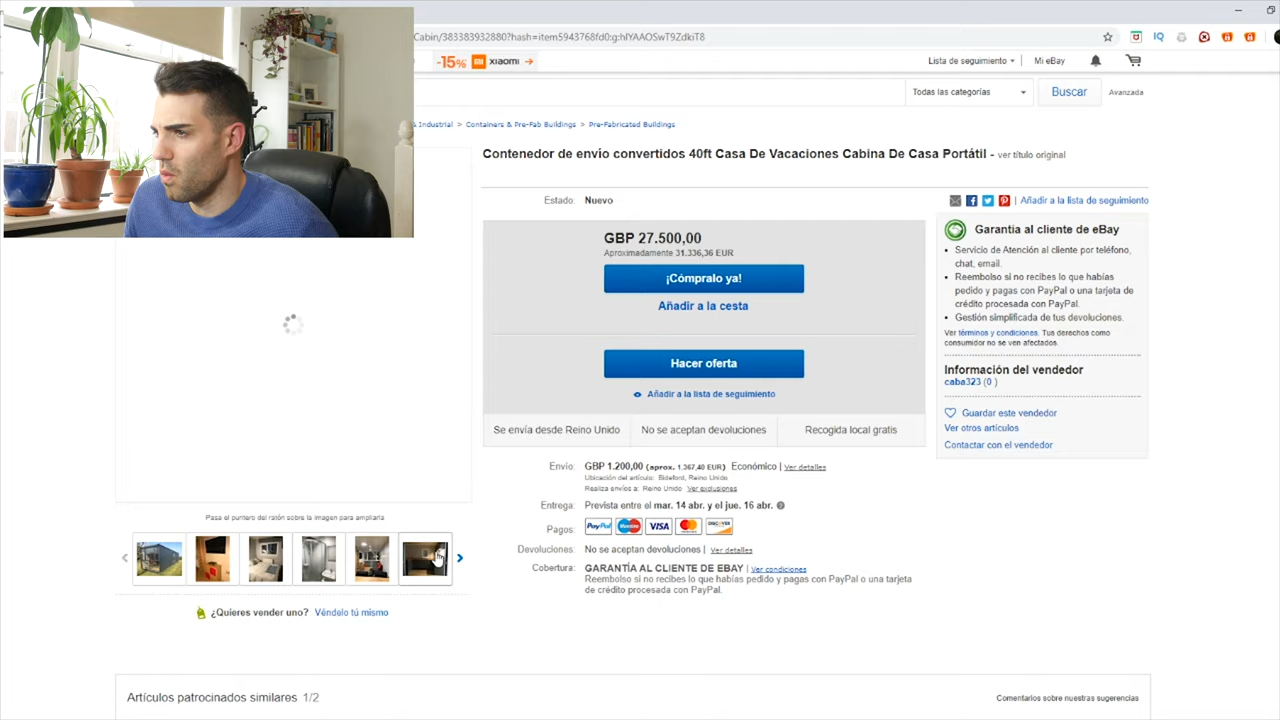 Cabin/383383932880?hash=item5943768fd0:g:hIYAAOSwT9ZdkiT8
IQ
-15% mi xiaomi →
Lista de seguimiento
Mi eBay
Todas las categorías
Buscar
Avanzada
& Industrial > Containers & Pre-Fab Buildings > Pre-Fabricated Buildings
Contenedor de envío convertidos 40ft Casa De Vacaciones Cabina De Casa Portátil - ver título original
Estado: Nuevo
Añadir a la lista de seguimiento
GBP 27.500,00
Aproximadamente 31.336,36 EUR
¡Cómpralo ya!
Añadir a la cesta
Hacer oferta
Añadir a la lista de seguimiento
Se envía desde Reino Unido
No se aceptan devoluciones
Recogida local gratis
Garantía al cliente de eBay
• Servicio de Atención al cliente por teléfono,
chat, email.
• Reembolso si no recibes lo que habías
pedido y pagas con PayPal o una tarjeta de
crédito procesada con PayPal.
• Gestión simplificada de tus devoluciones.
Ver términos y condiciones. Tus derechos como
consumidor no se ven afectados.
Información del vendedor
caba323 (0 )
Guardar este vendedor
Ver otros artículos
Contactar con el vendedor
Envío: GBP 1.200,00 (aprox. 1.367,40 EUR) Económico | Ver detalles
Ubicación del artículo: Bideford, Reino Unido
Realiza envíos a: Reino Unido Ver exclusiones
Entrega: Prevista entre el mar. 14 abr. y el jue. 16 abr.
Pagos: PayPal Maestro VISA MasterCard DISCOVER
Devoluciones: No se aceptan devoluciones | Ver detalles
Cobertura: GARANTÍA AL CLIENTE DE EBAY | Ver condiciones
Reembolso si no recibes lo que habías pedido y pagas con PayPal o una tarjeta
de crédito procesada con PayPal.
Pasa el puntero del ratón sobre la imagen para ampliarla
¿Quieres vender uno? Véndelo tú mismo
Artículos patrocinados similares 1/2
Comentarios sobre nuestras sugerencias